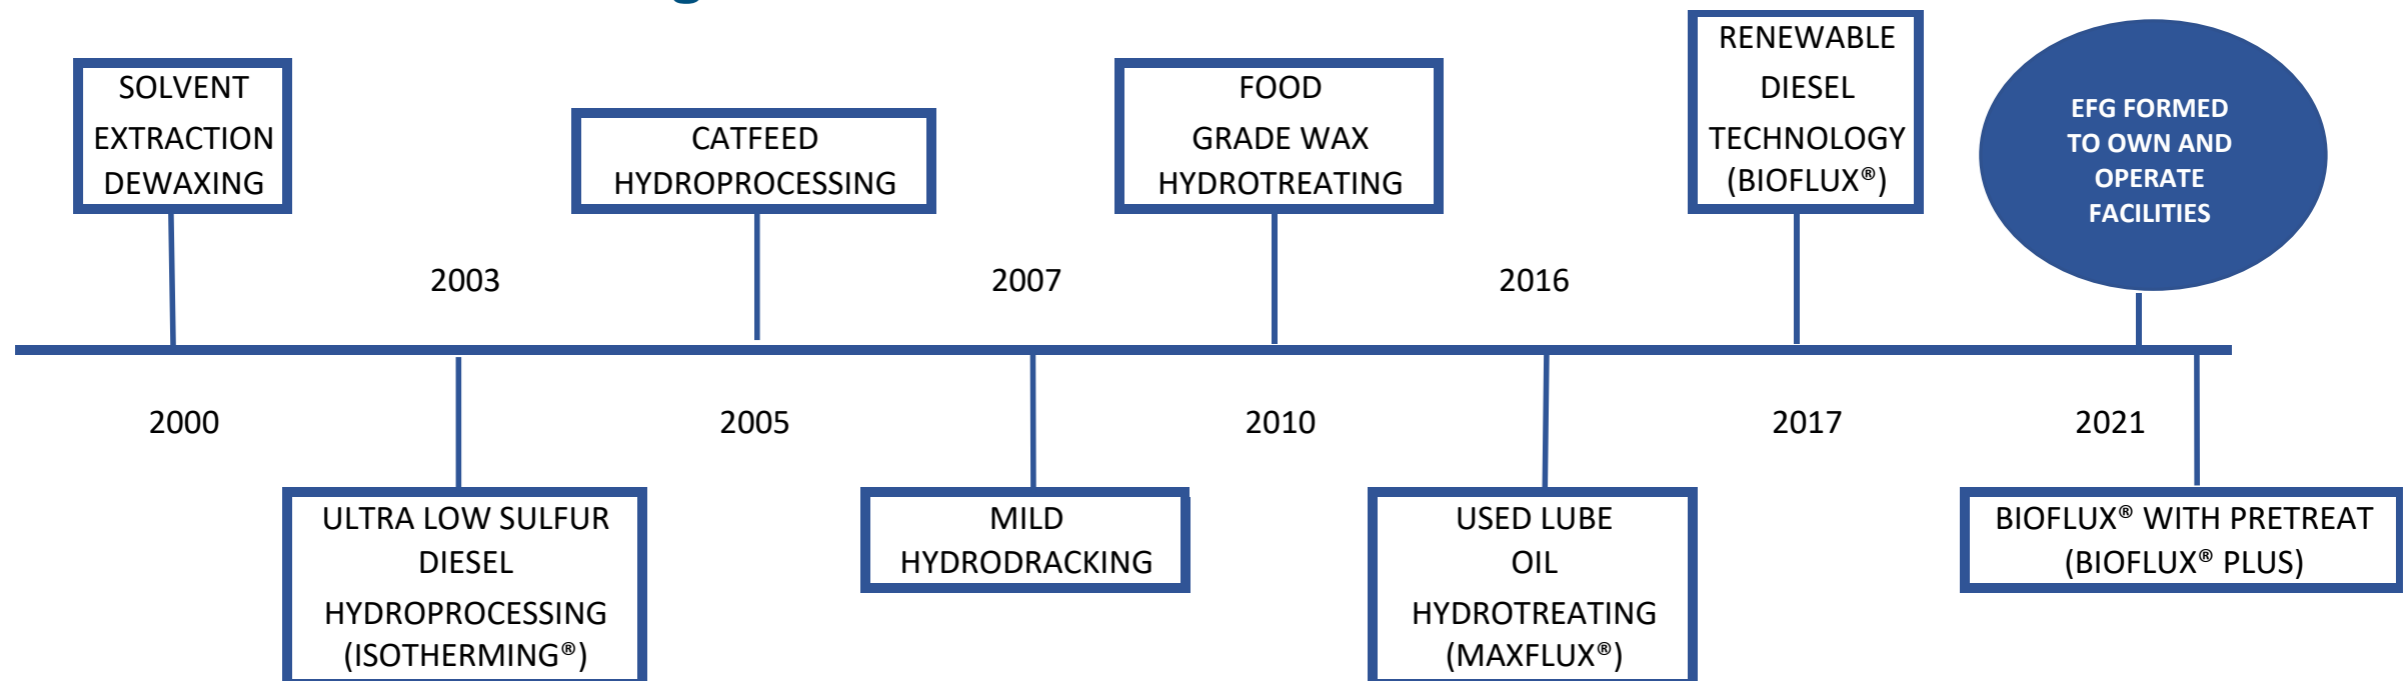 SOLVENT
EXTRACTION
DEWAXING
CATFEED
HYDROPROCESSING
FOOD
GRADE WAX
HYDROTREATING
RENEWABLE
DIESEL
TECHNOLOGY
(BIOFLUX®)
EFG FORMED
TO OWN AND
OPERATE
FACILITIES
2003
2007
2016
2000
2005
2010
2017
2021
ULTRA LOW SULFUR
DIESEL
HYDROPROCESSING
(ISOTHERMING®)
MILD
HYDRODRACKING
USED LUBE
OIL
HYDROTREATING
(MAXFLUX®)
BIOFLUX® WITH PRETREAT
(BIOFLUX® PLUS)